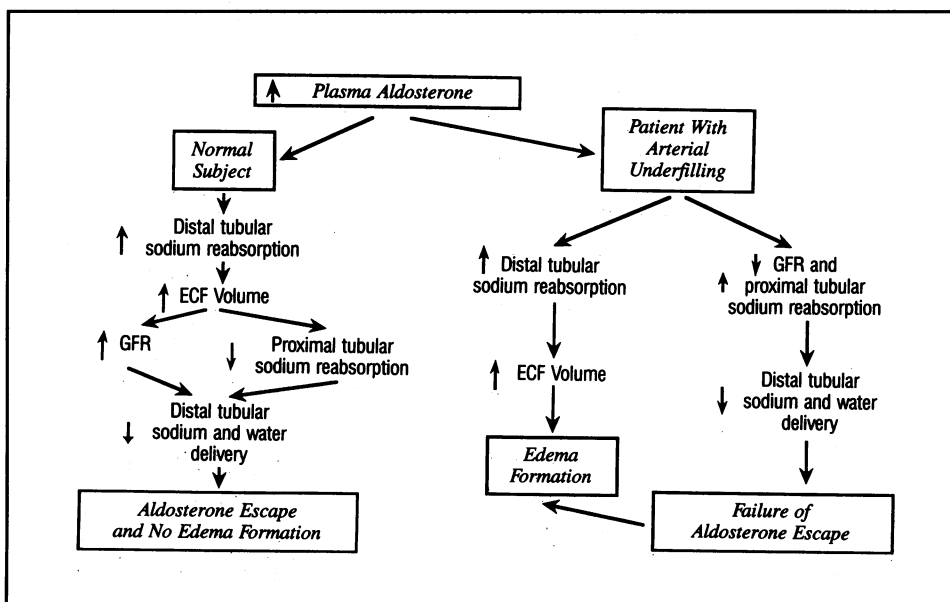 ↑ Plasma Aldosterone
Normal
Subject
↑ Distal tubular
sodium reabsorption
↑ ECF Volume
↑ GFR
↓ Proximal tubular
sodium reabsorption
Distal tubular
↓ sodium and water
delivery
Aldosterone Escape
and No Edema Formation
Patient With
Arterial
Underfilling
↑ Distal tubular
sodium reabsorption
↑ ECF Volume
Edema
Formation
↓ GFR and
↑ proximal tubular
sodium reabsorption
Distal tubular
↓ sodium and water
delivery
Failure of
Aldosterone Escape